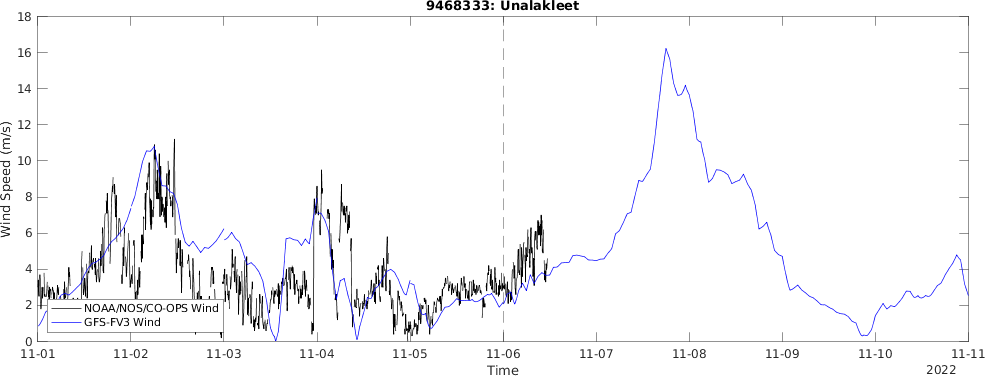 9468333: Unalakleet
18
16
14
12
10
8
6
4
2
0
Wind Speed (m/s)
NOAA/NOS/CO-OPS Wind
GFS-FV3 Wind
11-01 11-02 11-03 11-04 11-05 11-06 11-07 11-08 11-09 11-10 11-11
Time
2022